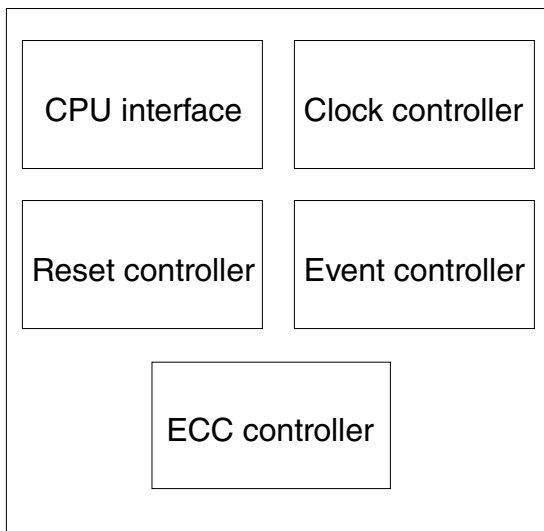 CPU interface
Clock controller
Reset controller
Event controller
ECC controller